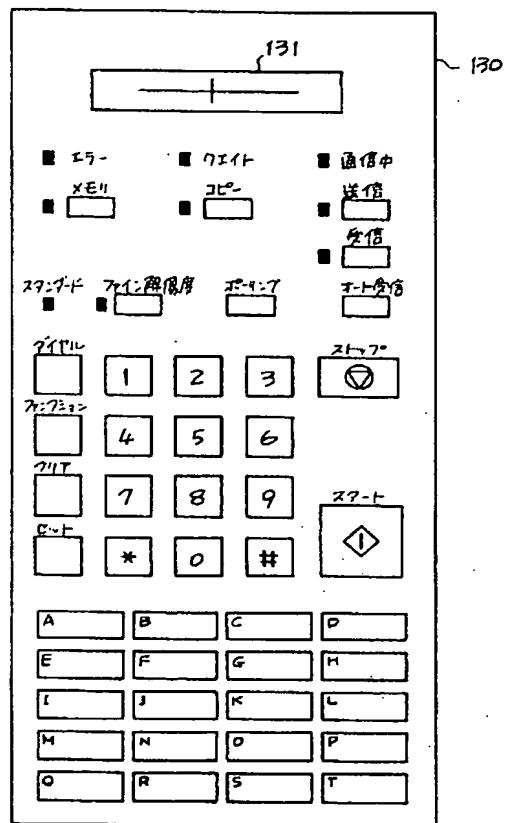 131
130
エラー ウエイト 通信中
メモリ コピー 送信
受信
スタンダード ファイン解像度 ポーリング オート受信
ダイヤル ストップ
1 2 3
ファンクション
4 5 6
クリア
7 8 9 スタート
セット
* 0 #
A B C D
E F G H
I J K L
M N O P
Q R S T